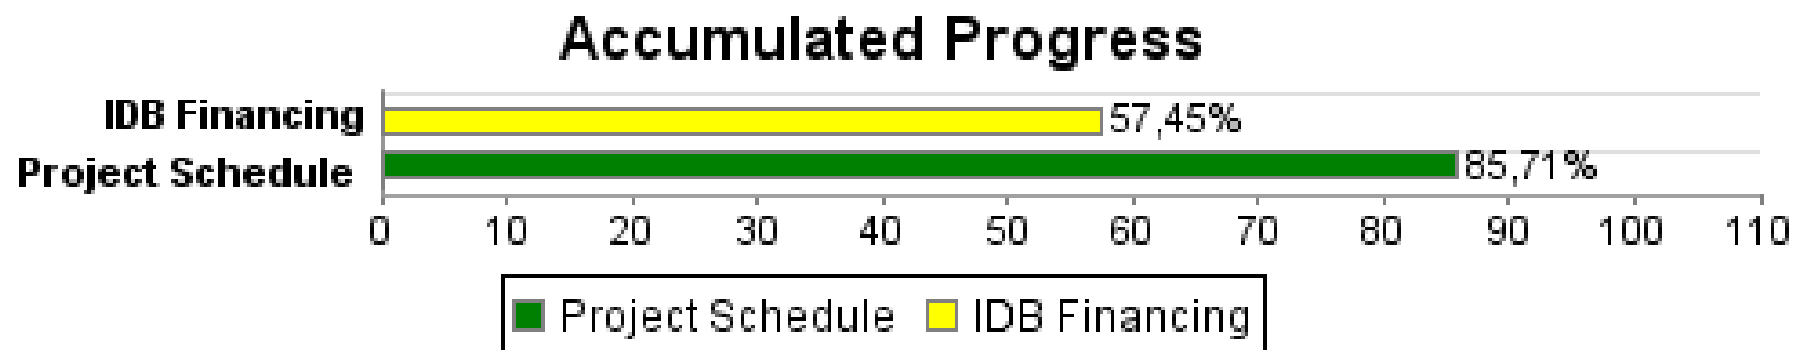 Accumulated Progress
IDB Financing
57,45%
Project Schedule
85,71%
0 10 20 30 40 50 60 70 80 90 100 110
Project Schedule IDB Financing